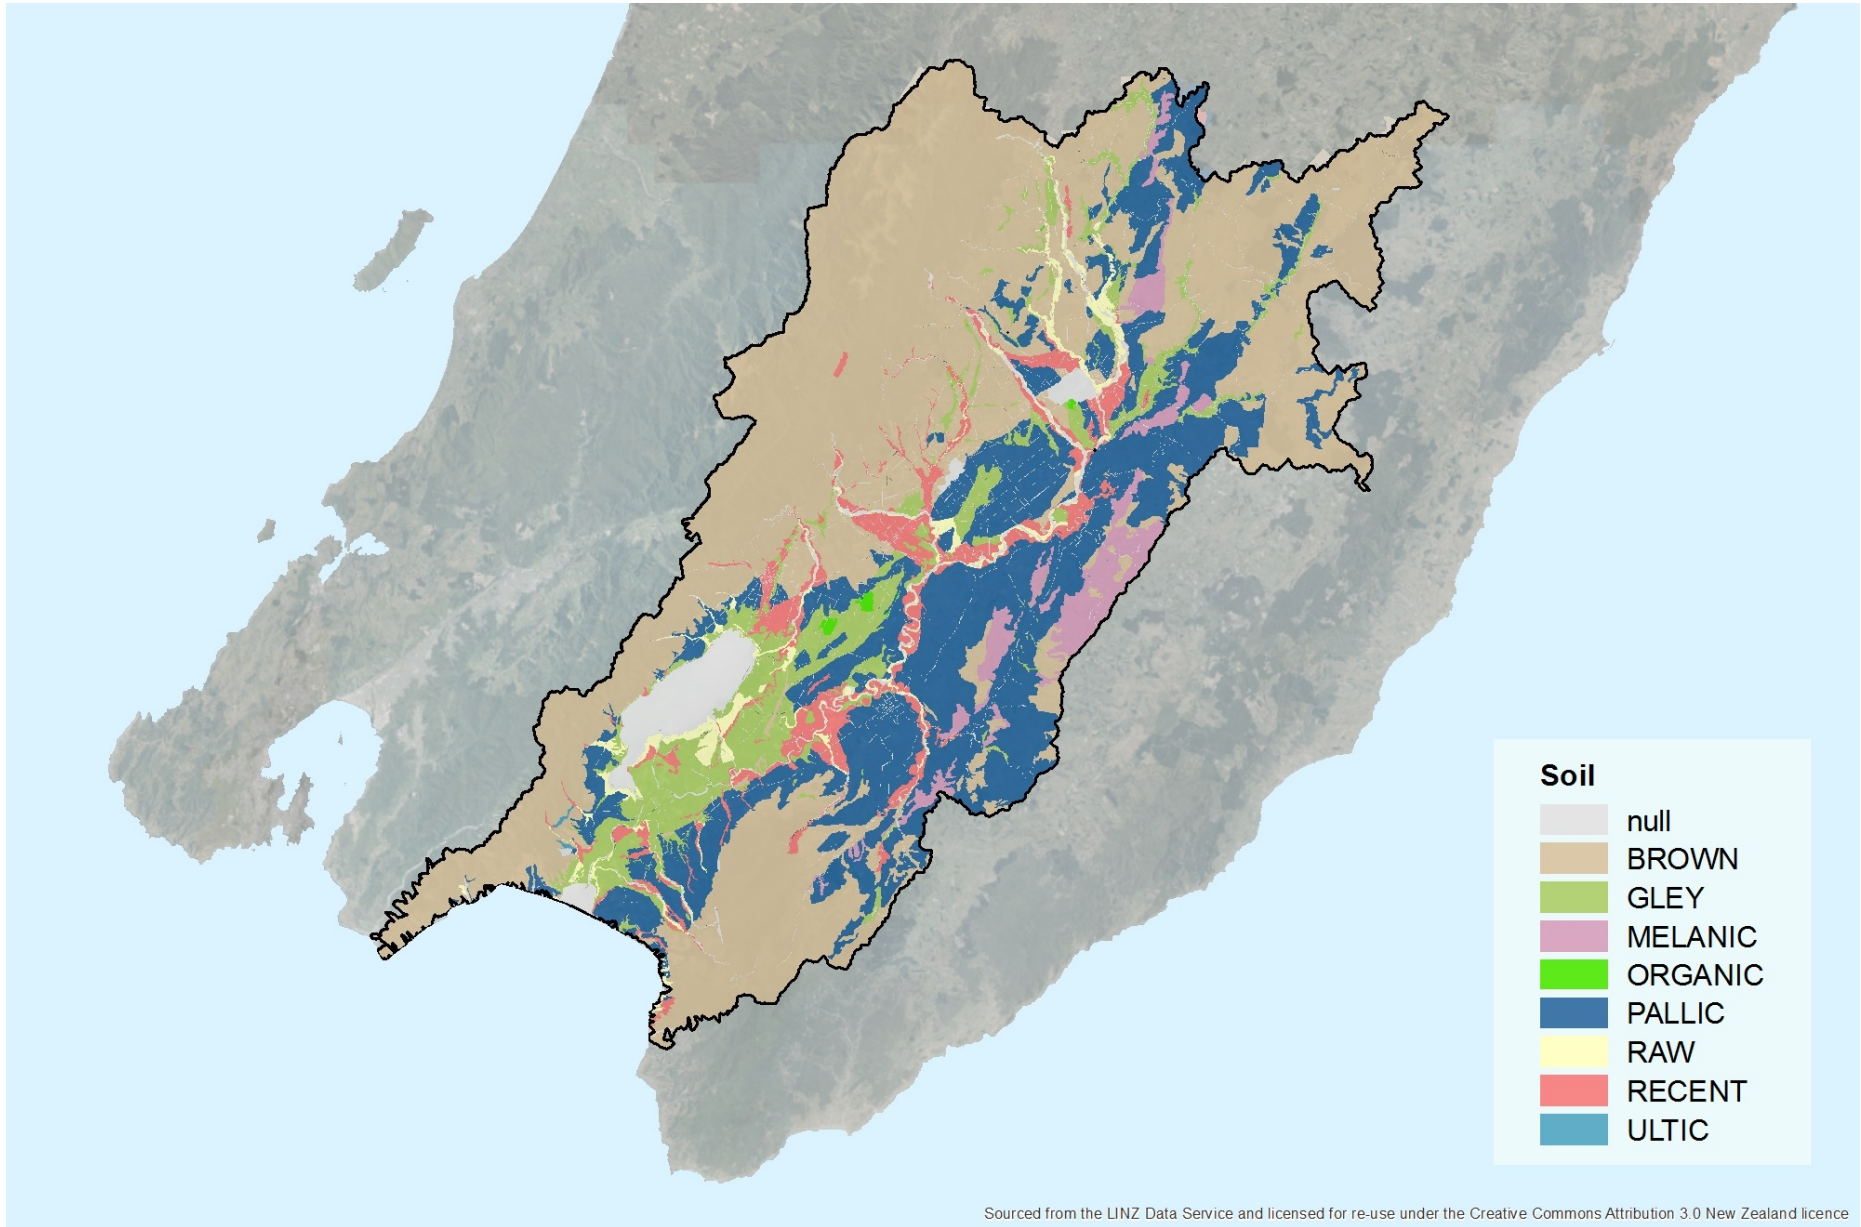 Soil
null
BROWN
GLEY
MELANIC
ORGANIC
PALLIC
RAW
RECENT
ULTIC
Sourced from the LINZ Data Service and licensed for re-use under the Creative Commons Attribution 3.0 New Zealand licence